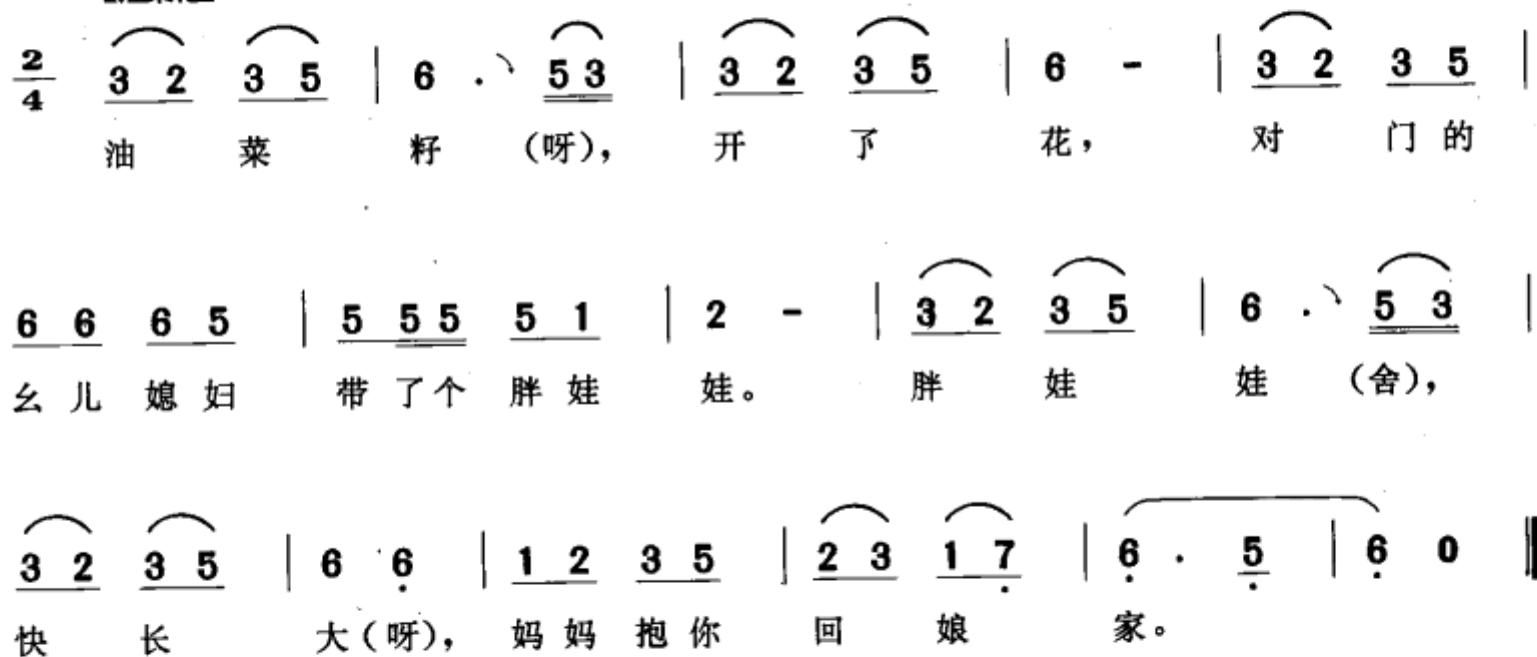 2/4 3 2 3 5 | 6 · 5 3 | 3 2 3 5 | 6 - | 3 2 3 5 |
油 菜 籽 (呀), 开 了 花, 对 门 的
6 6 6 5 | 5 5 5 5 1 | 2 - | 3 2 3 5 | 6 · 5 3 |
幺 儿 媳 妇 带 了 个 胖 娃 娃。 胖 娃 娃 (舍),
3 2 3 5 | 6 6̣ | 1 2 3 5 | 2 3 1 7̣ | 6̣ · 5̣ | 6̣ 0 ‖
快 长 大 (呀), 妈 妈 抱 你 回 娘 家。